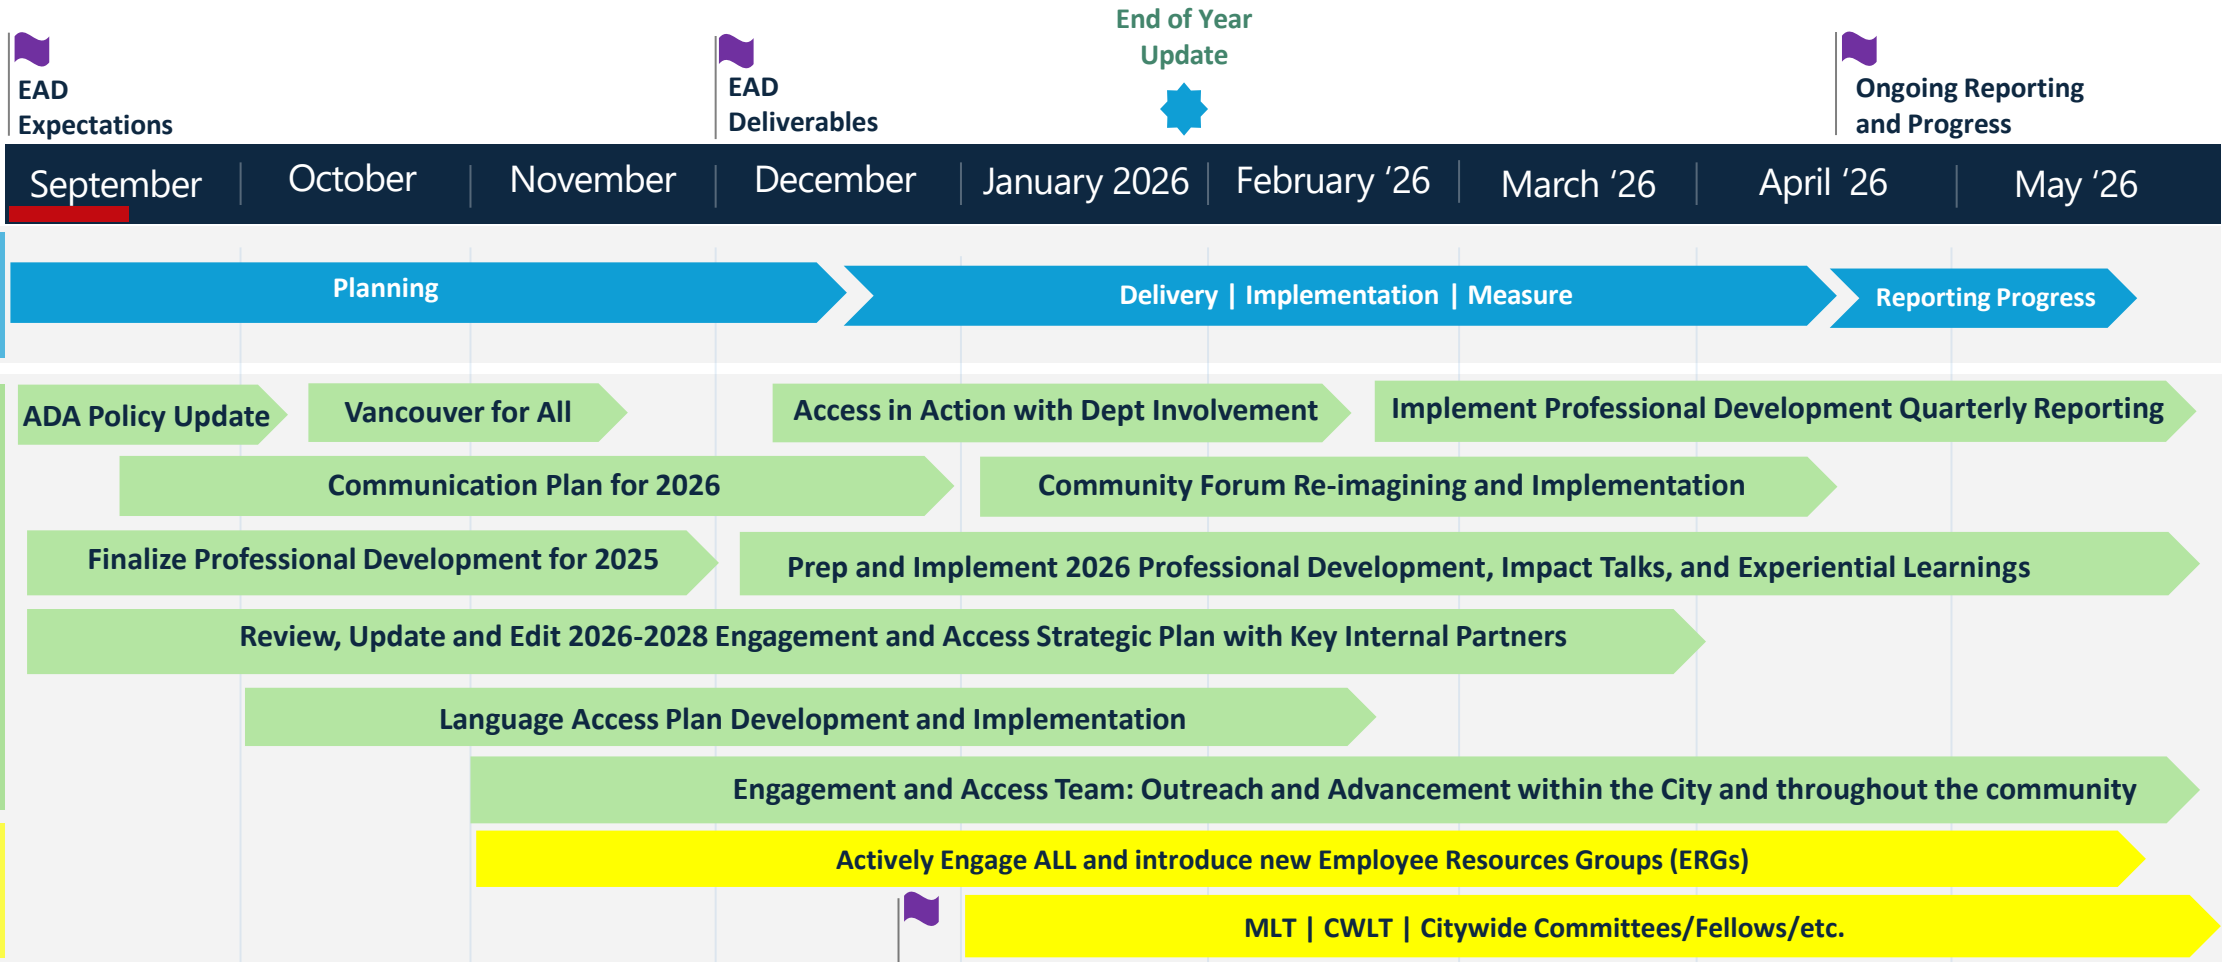 End of Year
Update
EAD
Expectations
EAD
Deliverables
Ongoing Reporting
and Progress
September
October
November
December
January 2026
February ‘26
March ‘26
April ‘26
May ‘26
Planning
Delivery | Implementation | Measure
Reporting Progress
ADA Policy Update
Vancouver for All
Access in Action with Dept Involvement
Implement Professional Development Quarterly Reporting
Communication Plan for 2026
Community Forum Re-imagining and Implementation
Finalize Professional Development for 2025
Prep and Implement 2026 Professional Development, Impact Talks, and Experiential Learnings
Review, Update and Edit 2026-2028 Engagement and Access Strategic Plan with Key Internal Partners
Language Access Plan Development and Implementation
Engagement and Access Team: Outreach and Advancement within the City and throughout the community
Actively Engage ALL and introduce new Employee Resources Groups (ERGs)
MLT | CWLT | Citywide Committees/Fellows/etc.